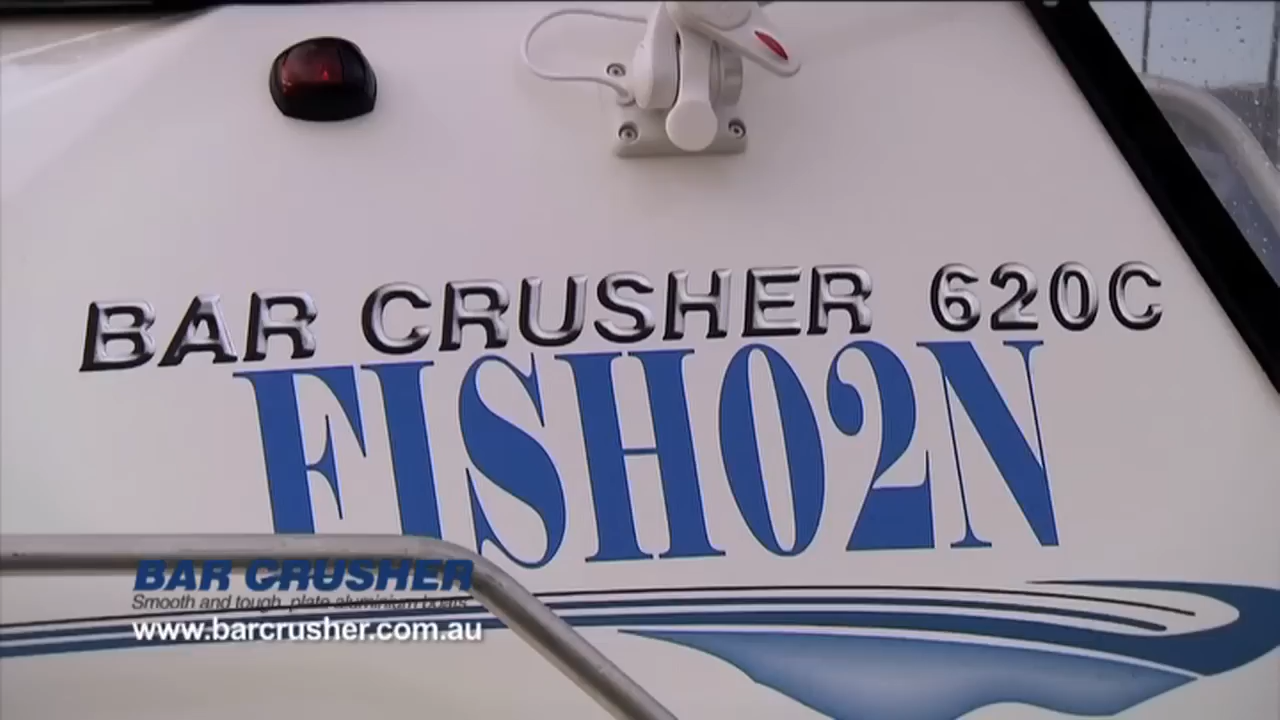 BAR CRUSHER 620C
FISH02N
BAR CRUSHER
Smooth and tough, plate aluminium boats
www.barcrusher.com.au